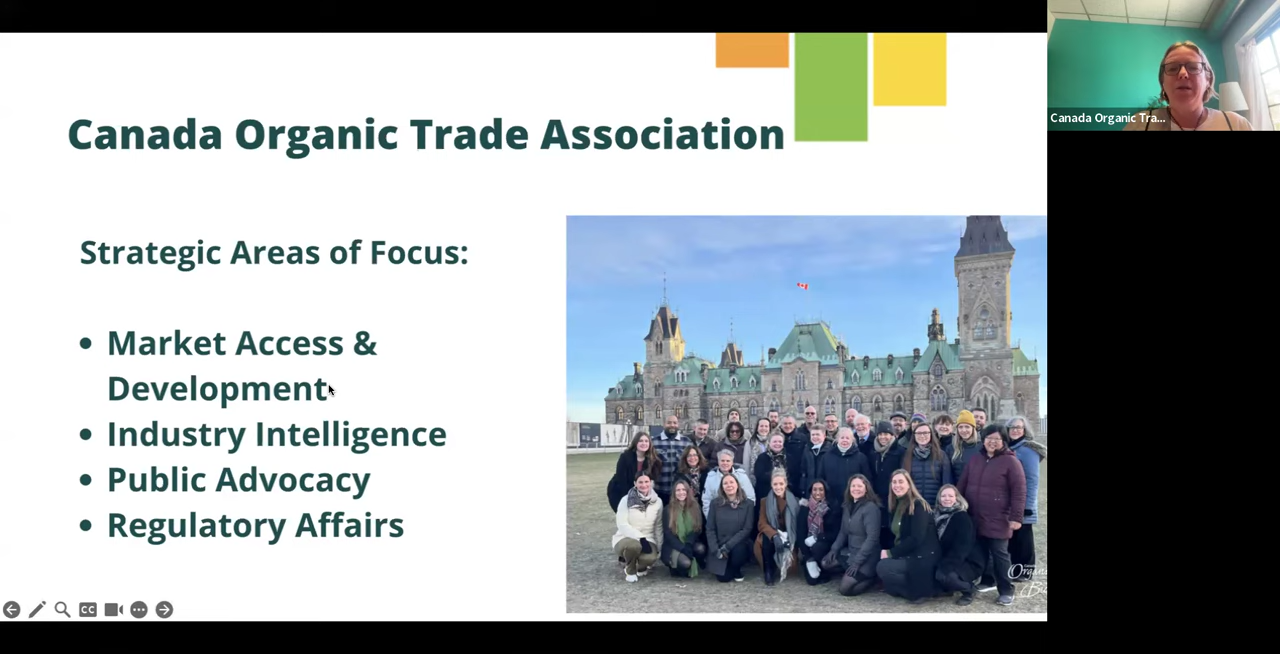 Canada Organic Trade Association
Strategic Areas of Focus:
• Market Access &
Development
• Industry Intelligence
• Public Advocacy
• Regulatory Affairs
Canada Organic Tra...
CC